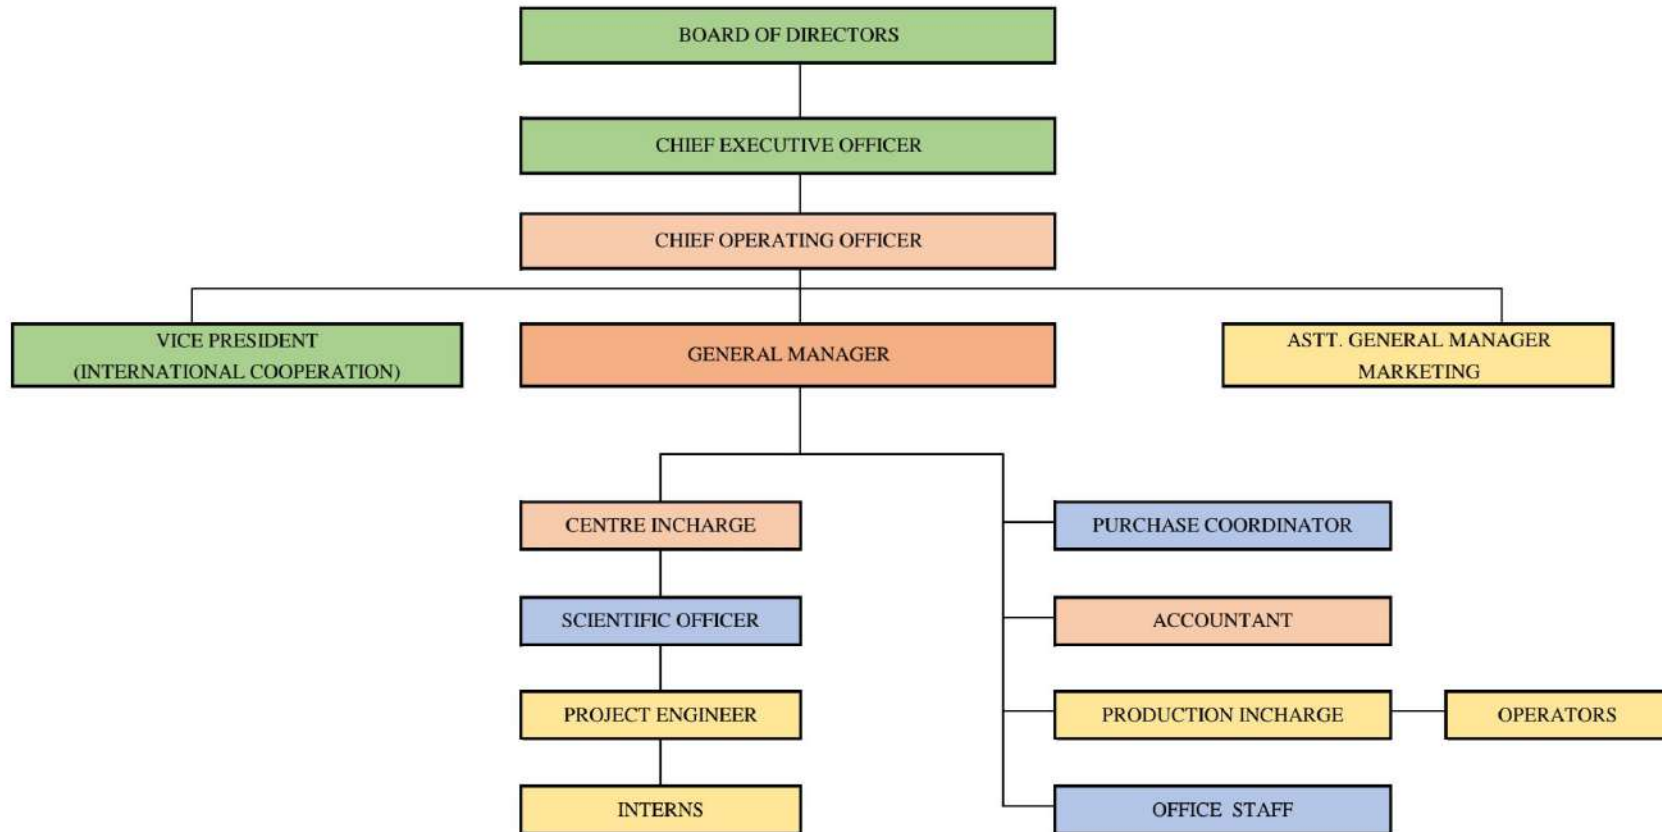 BOARD OF DIRECTORS
CHIEF EXECUTIVE OFFICER
CHIEF OPERATING OFFICER
VICE PRESIDENT
(INTERNATIONAL COOPERATION)
GENERAL MANAGER
ASTT. GENERAL MANAGER
MARKETING
CENTRE INCHARGE
PURCHASE COORDINATOR
SCIENTIFIC OFFICER
ACCOUNTANT
PROJECT ENGINEER
PRODUCTION INCHARGE
OPERATORS
INTERNS
OFFICE STAFF